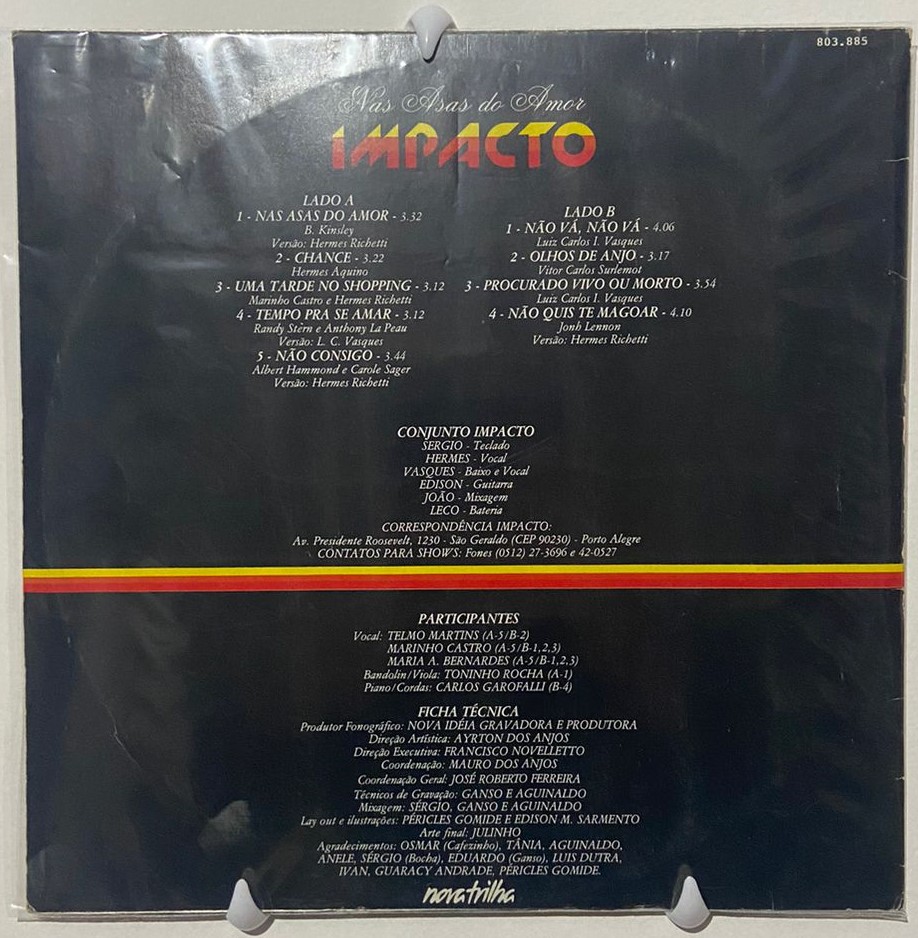 803.885
Nas Asas do Amor
IMPACTO
LADO A
1 - NAS ASAS DO AMOR - 3.32
B. Kinsley
Versão: Hermes Richetti
2 - CHANCE - 3.22
Hermes Aquino
3 - UMA TARDE NO SHOPPING - 3.12
Marinho Castro e Hermes Richetti
4 - TEMPO PRA SE AMAR - 3.12
Randy Stern e Anthony La Peau
Versão: L. C. Vasques
5 - NÃO CONSIGO - 3.44
Albert Hammond e Carole Sager
Versão: Hermes Richetti
LADO B
1 - NÃO VÁ, NÃO VÁ - 4.06
Luiz Carlos I. Vasques
2 - OLHOS DE ANJO - 3.17
Vitor Carlos Surlemot
3 - PROCURADO VIVO OU MORTO - 3.54
Luiz Carlos I. Vasques
4 - NÃO QUIS TE MAGOAR - 4.10
Jonh Lennon
Versão: Hermes Richetti
CONJUNTO IMPACTO
SERGIO - Teclado
HERMES - Vocal
VASQUES - Baixo e Vocal
EDISON - Guitarra
JOÃO - Mixagem
LECO - Bateria
CORRESPONDÊNCIA IMPACTO:
Av. Presidente Roosevelt, 1230 - São Geraldo (CEP 90230) - Porto Alegre
CONTATOS PARA SHOWS: Fones (0512) 27-3696 e 42-0527
PARTICIPANTES
Vocal: TELMO MARTINS (A-5/B-2)
MARINHO CASTRO (A-5/B-1,2,3)
MARIA A. BERNARDES (A-5/B-1,2,3)
Bandolin/Viola: TONINHO ROCHA (A-1)
Piano/Cordas: CARLOS GAROFALLI (B-4)
FICHA TÉCNICA
Produtor Fonográfico: NOVA IDÉIA GRAVADORA E PRODUTORA
Direção Artística: AYRTON DOS ANJOS
Direção Executiva: FRANCISCO NOVELLETTO
Coordenação: MAURO DOS ANJOS
Coordenação Geral: JOSÉ ROBERTO FERREIRA
Técnicos de Gravação: GANSO E AGUINALDO
Mixagem: SÉRGIO, GANSO E AGUINALDO
Lay out e ilustrações: PÉRICLES GOMIDE E EDISON M. SARMENTO
Arte final: JULINHO
Agradecimentos: OSMAR (Cafezinho), TÂNIA, AGUINALDO,
ANELE, SÉRGIO (Bocha), EDUARDO (Ganso), LUIS DUTRA,
IVAN, GUARACY ANDRADE, PÉRICLES GOMIDE.
nova trilha